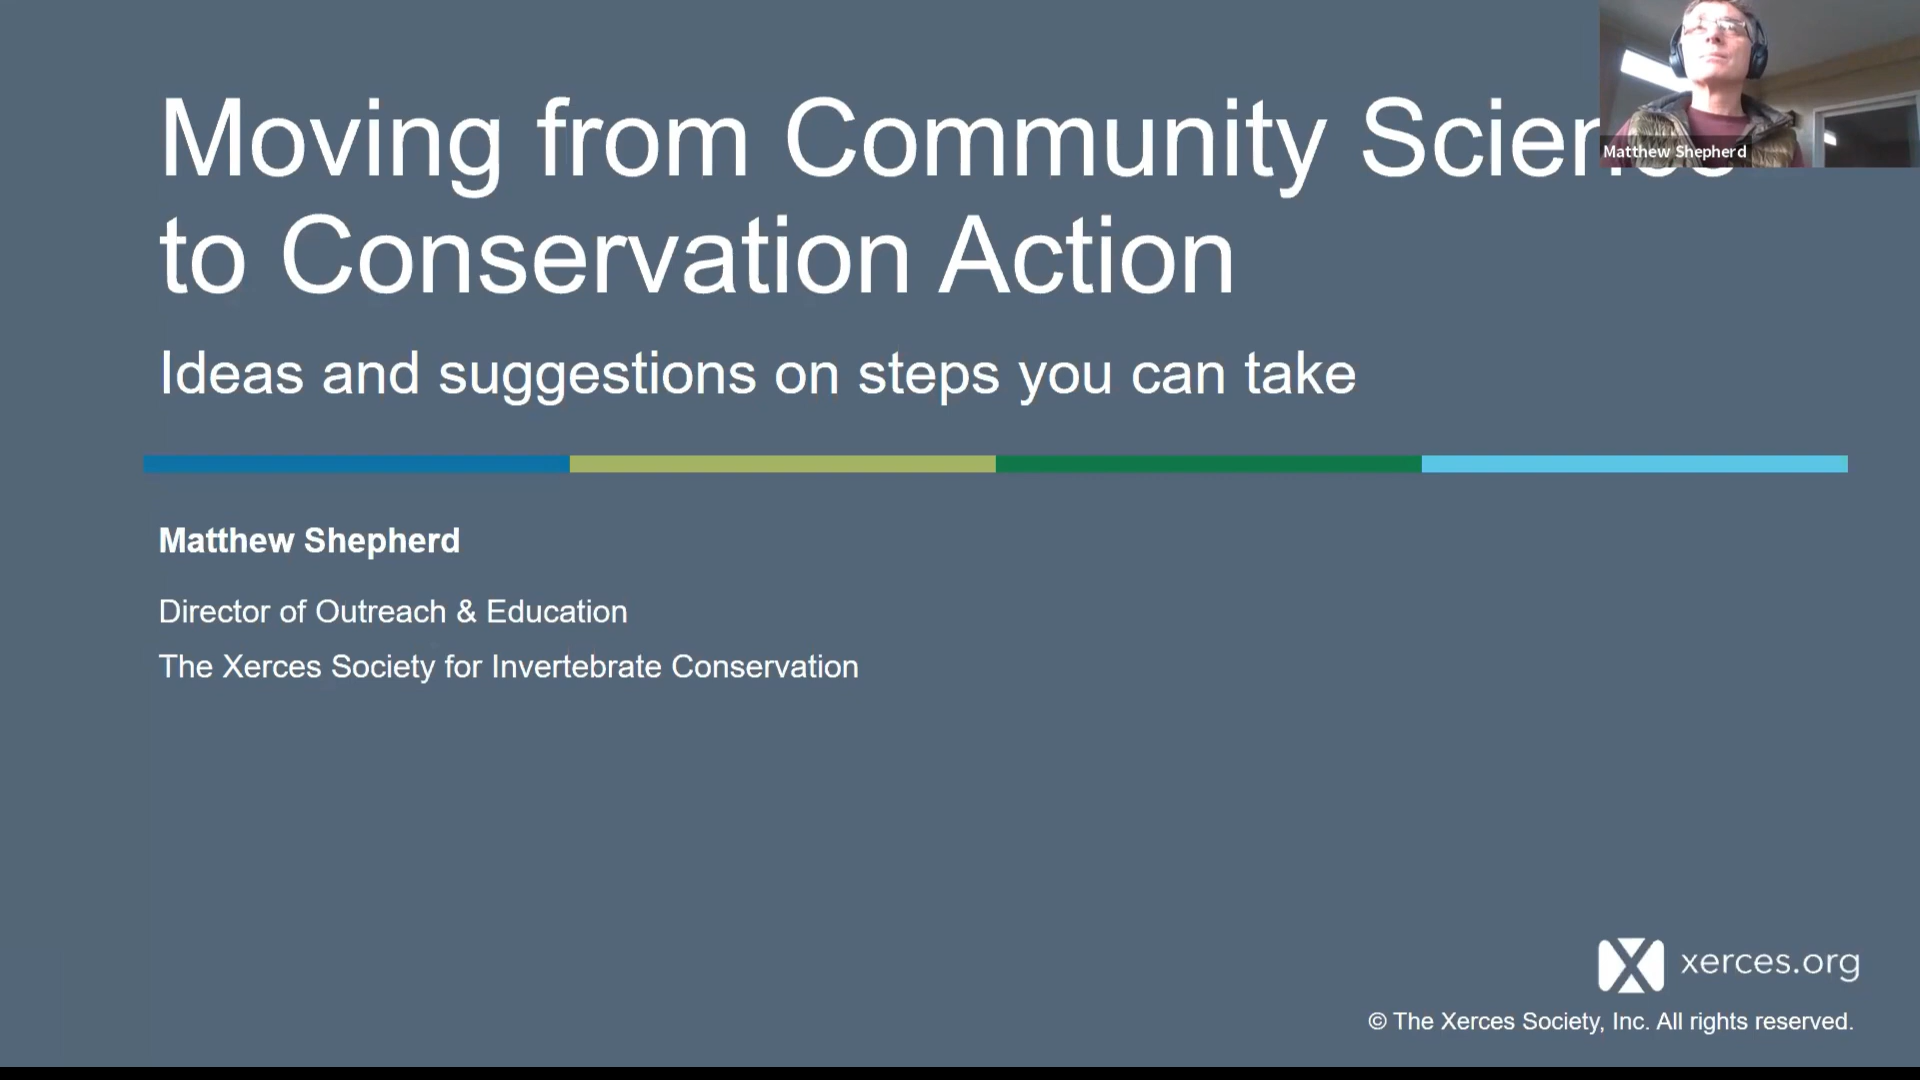 Moving from Community Science
to Conservation Action
Ideas and suggestions on steps you can take
Matthew Shepherd
Matthew Shepherd
Director of Outreach & Education
The Xerces Society for Invertebrate Conservation
xerces.org
© The Xerces Society, Inc. All rights reserved.